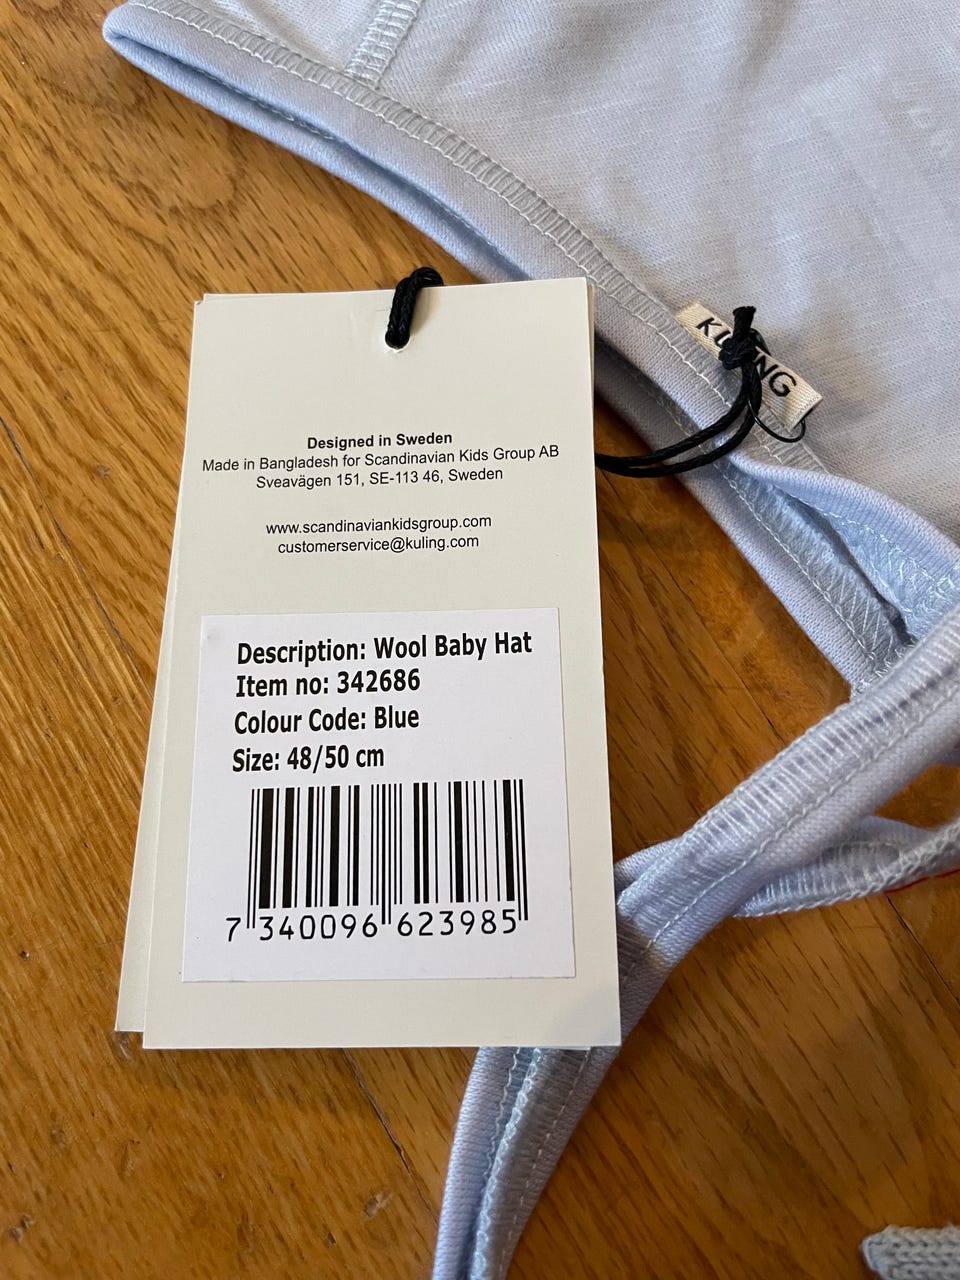 Designed in Sweden
Made in Bangladesh for Scandinavian Kids Group AB
Sveavägen 151, SE-113 46, Sweden
www.scandinaviankidsgroup.com
customerservice@kuling.com
KULING
Description: Wool Baby Hat
Item no: 342686
Colour Code: Blue
Size: 48/50 cm
7 340096 623985